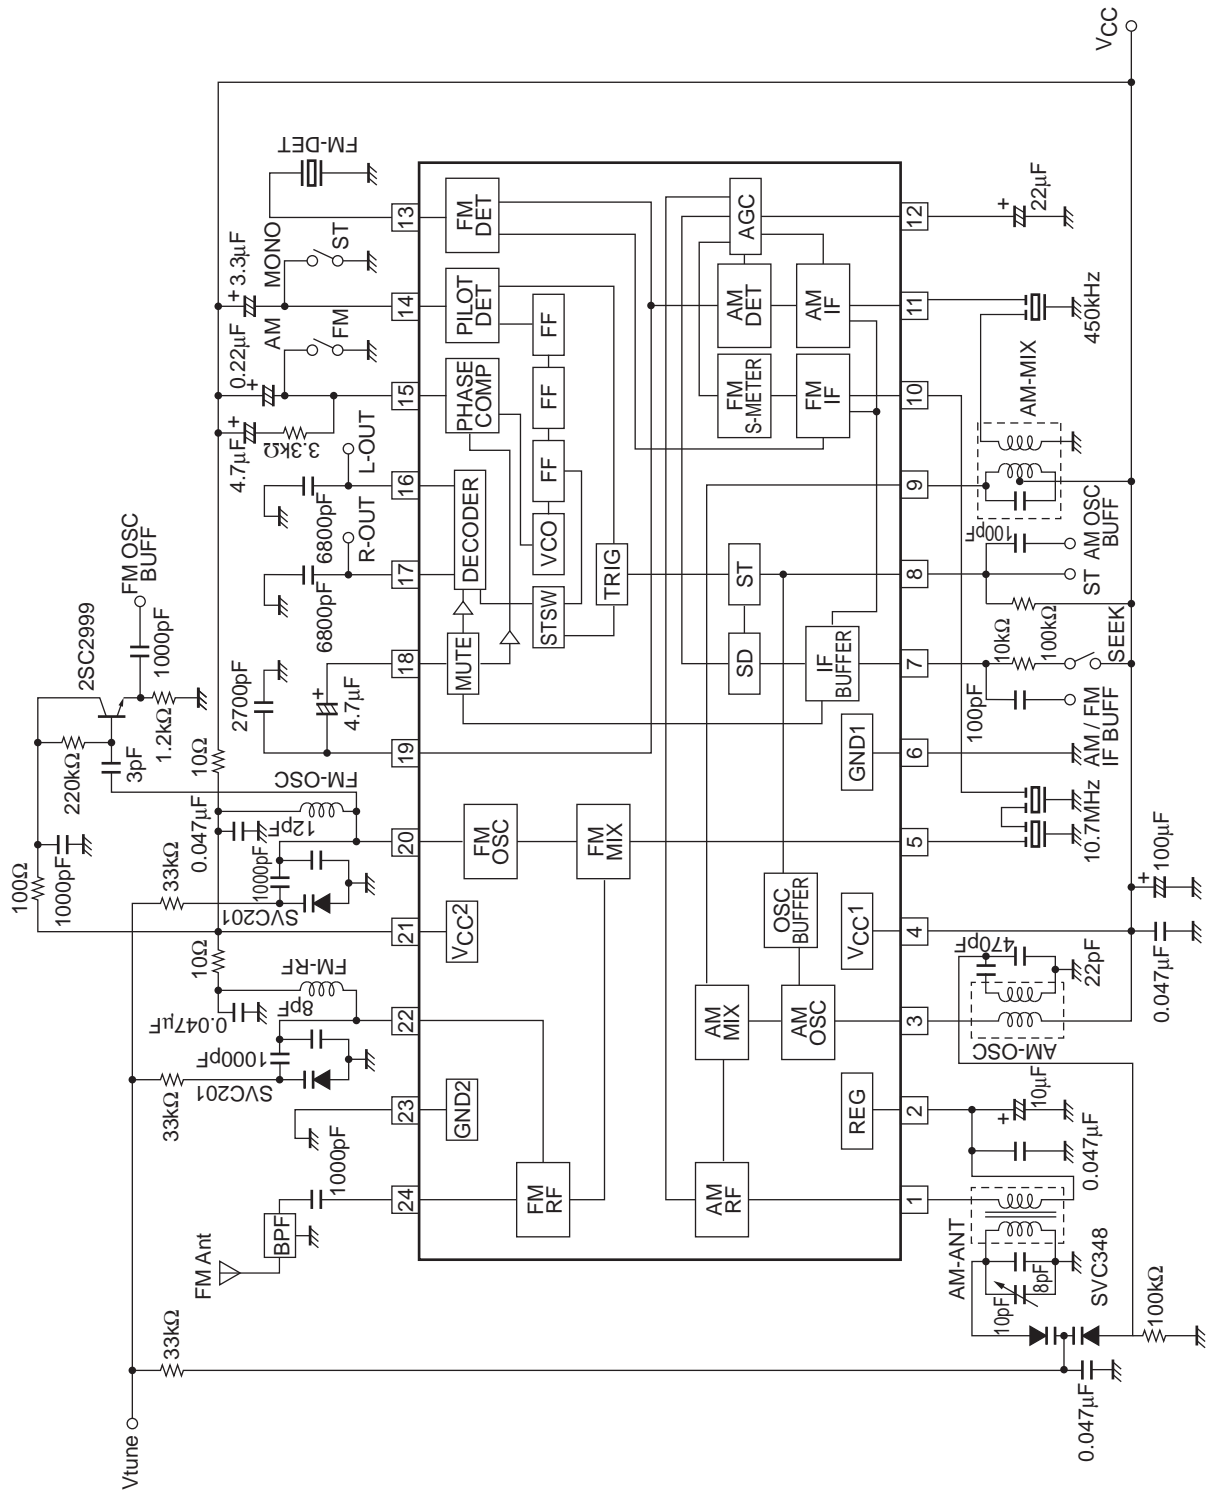 Vtune
33kΩ
FM Ant
BPF
1000pF
33kΩ
SVC201
1000pF
8pF
0.047µF
FM-RF
10Ω
100Ω
1000pF
33kΩ
SVC201
1000pF
12pF
0.047µF
FM-OSC
10Ω
220kΩ
3pF
2SC2999
1.2kΩ
1000pF
FM OSC
BUFF
2700pF
4.7µF
+
6800pF
R-OUT
6800pF
L-OUT
4.7µF
+
3.3kΩ
0.22µF
+
AM
FM
3.3µF
+
MONO
ST
FM-DET
VCC
24
23
22
21
20
19
18
17
16
15
14
13
GND2
VCC2
FM
OSC
FM
MIX
FM
RF
MUTE
DECODER
PHASE
COMP
PILOT
DET
FM
DET
STSW
VCO
FF
FF
FF
TRIG
AM
RF
AM
MIX
AM
OSC
OSC
BUFFER
SD
ST
FM
S-METER
AM
DET
AGC
REG
VCC1
GND1
IF
BUFFER
FM
IF
AM
IF
1
2
3
4
5
6
7
8
9
10
11
12
AM-ANT
10pF
8pF
SVC348
100kΩ
0.047µF
0.047µF
+
10µF
AM-OSC
470pF
22pF
0.047µF
+
100µF
10.7MHz
AM / FM
IF BUFF
100pF
10kΩ
SEEK
100kΩ
ST
AM OSC
BUFF
100pF
AM-MIX
450kHz
+
22µF